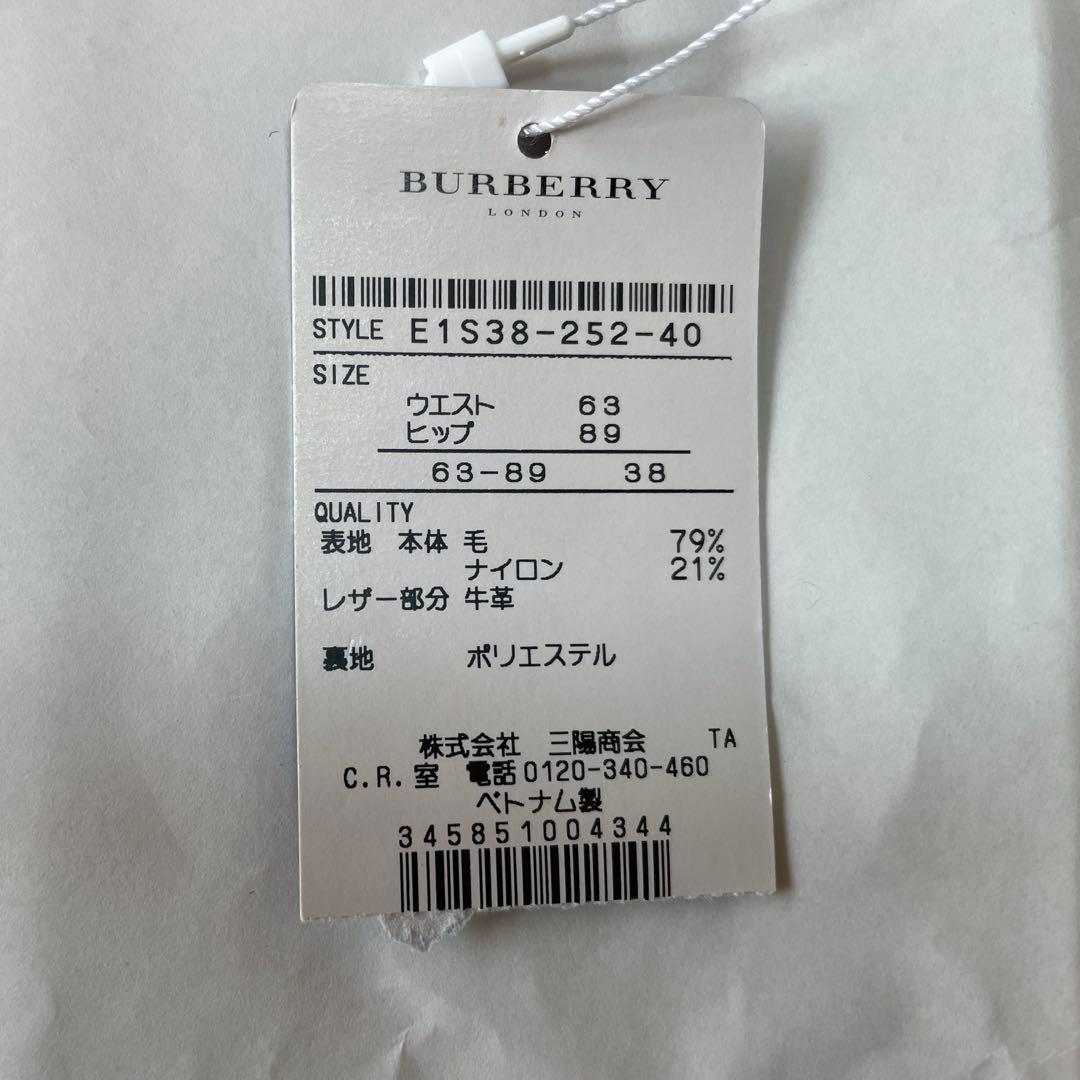 BURBERRY
LONDON
STYLE E1S38-252-40
SIZE
ウエスト 63
ヒップ 89
63-89 38
QUALITY
表地 本体 毛 79%
ナイロン 21%
レザー部分 牛革
裏地 ポリエステル
株式会社 三陽商会 TA
C.R.室 電話0120-340-460
ベトナム製
345851004344